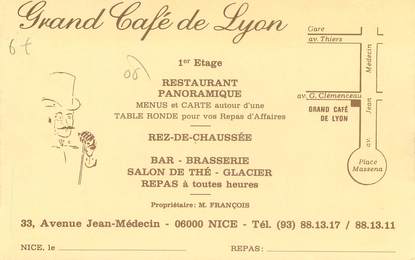 Grand Café de Lyon
6 €
1er Etage
RESTAURANT
PANORAMIQUE
MENUS et CARTE autour d'une
TABLE RONDE pour vos Repas d'Affaires
REZ-DE-CHAUSSÉE
BAR - BRASSERIE
SALON DE THÉ - GLACIER
REPAS à toutes heures
Propriétaire: M. FRANÇOIS
33, Avenue Jean-Médecin - 06000 NICE - Tél. (93) 88.13.17 / 88.13.11
NICE, le
REPAS:
Gare
av. Thiers
Médecin
av. G. Clemenceau
GRAND CAFÉ
DE LYON
Jean
av.
Place
Massena